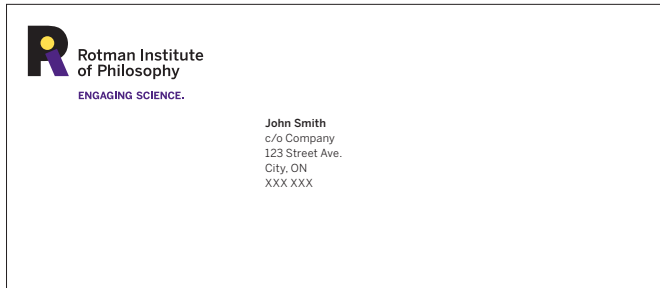 Rotman Institute
of Philosophy
ENGAGING SCIENCE.
John Smith
c/o Company
123 Street Ave.
City, ON
XXX XXX